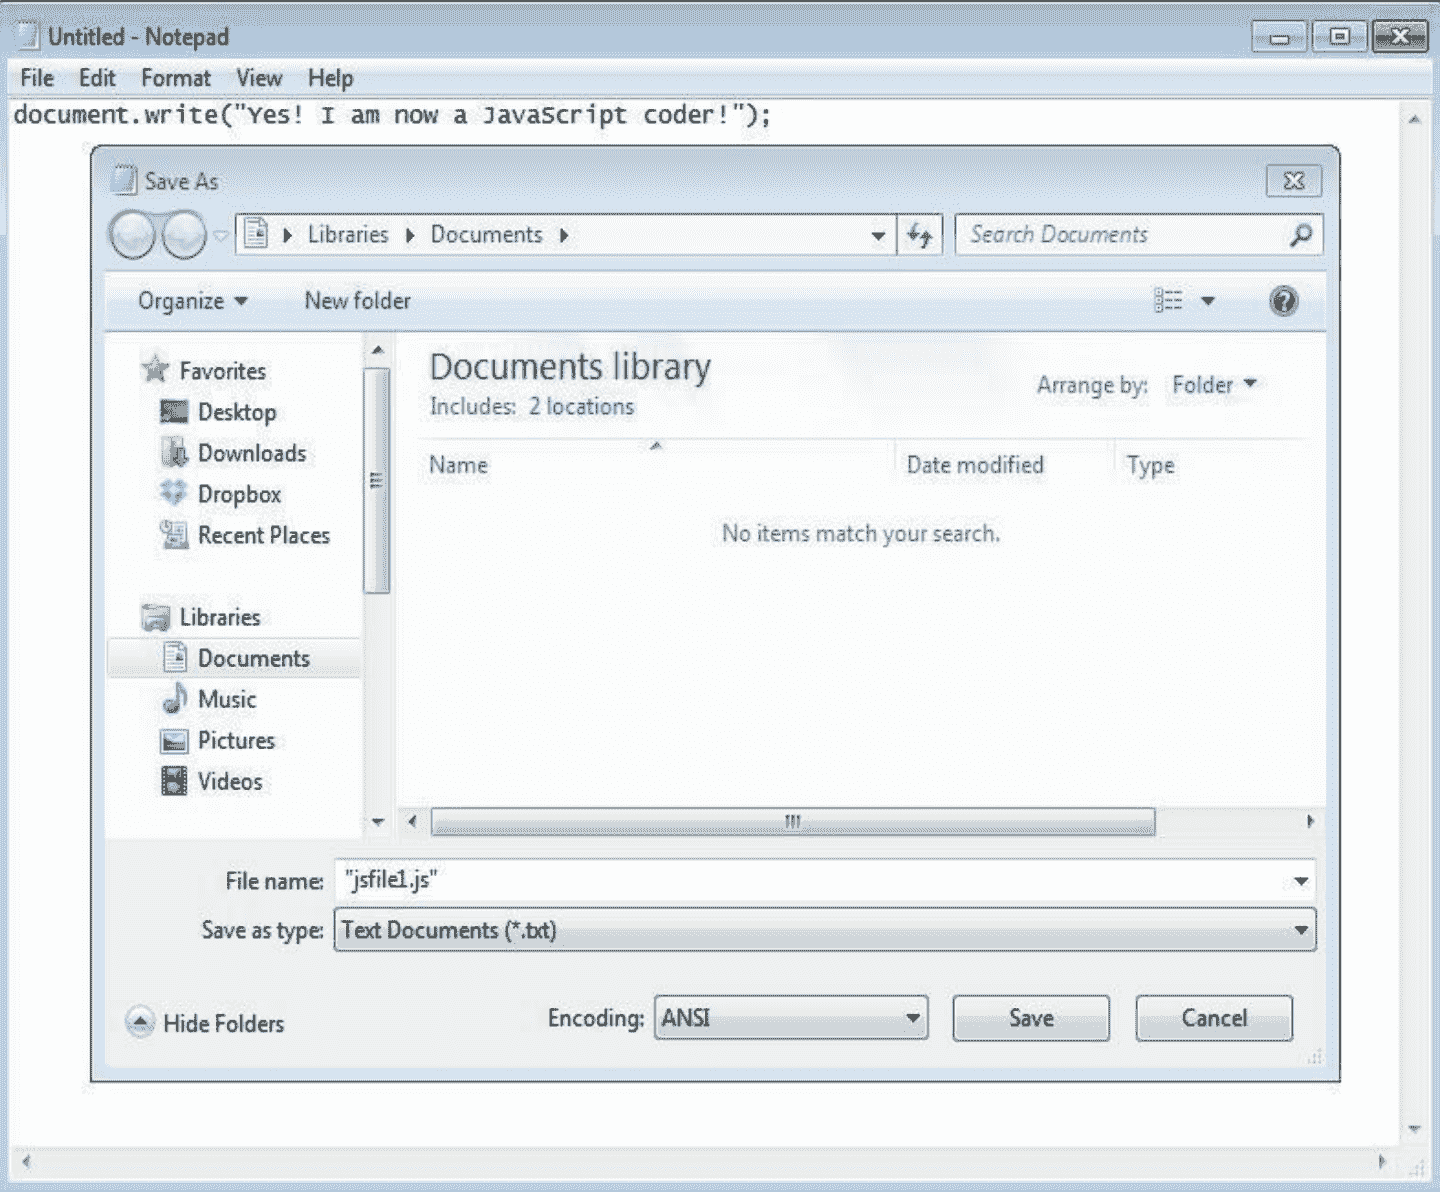 Untitled - Notepad
File Edit Format View Help
document.write("Yes! I am now a JavaScript coder!");
Save As
Libraries Documents
Search Documents
Organize New folder
Favorites
Desktop
Downloads
Dropbox
Recent Places
Libraries
Documents
Music
Pictures
Videos
Documents library
Includes: 2 locations
Arrange by: Folder
Name Date modified Type
No items match your search.
File name: "jsfile1.js"
Save as type: Text Documents (*.txt)
Hide Folders
Encoding: ANSI
Save Cancel